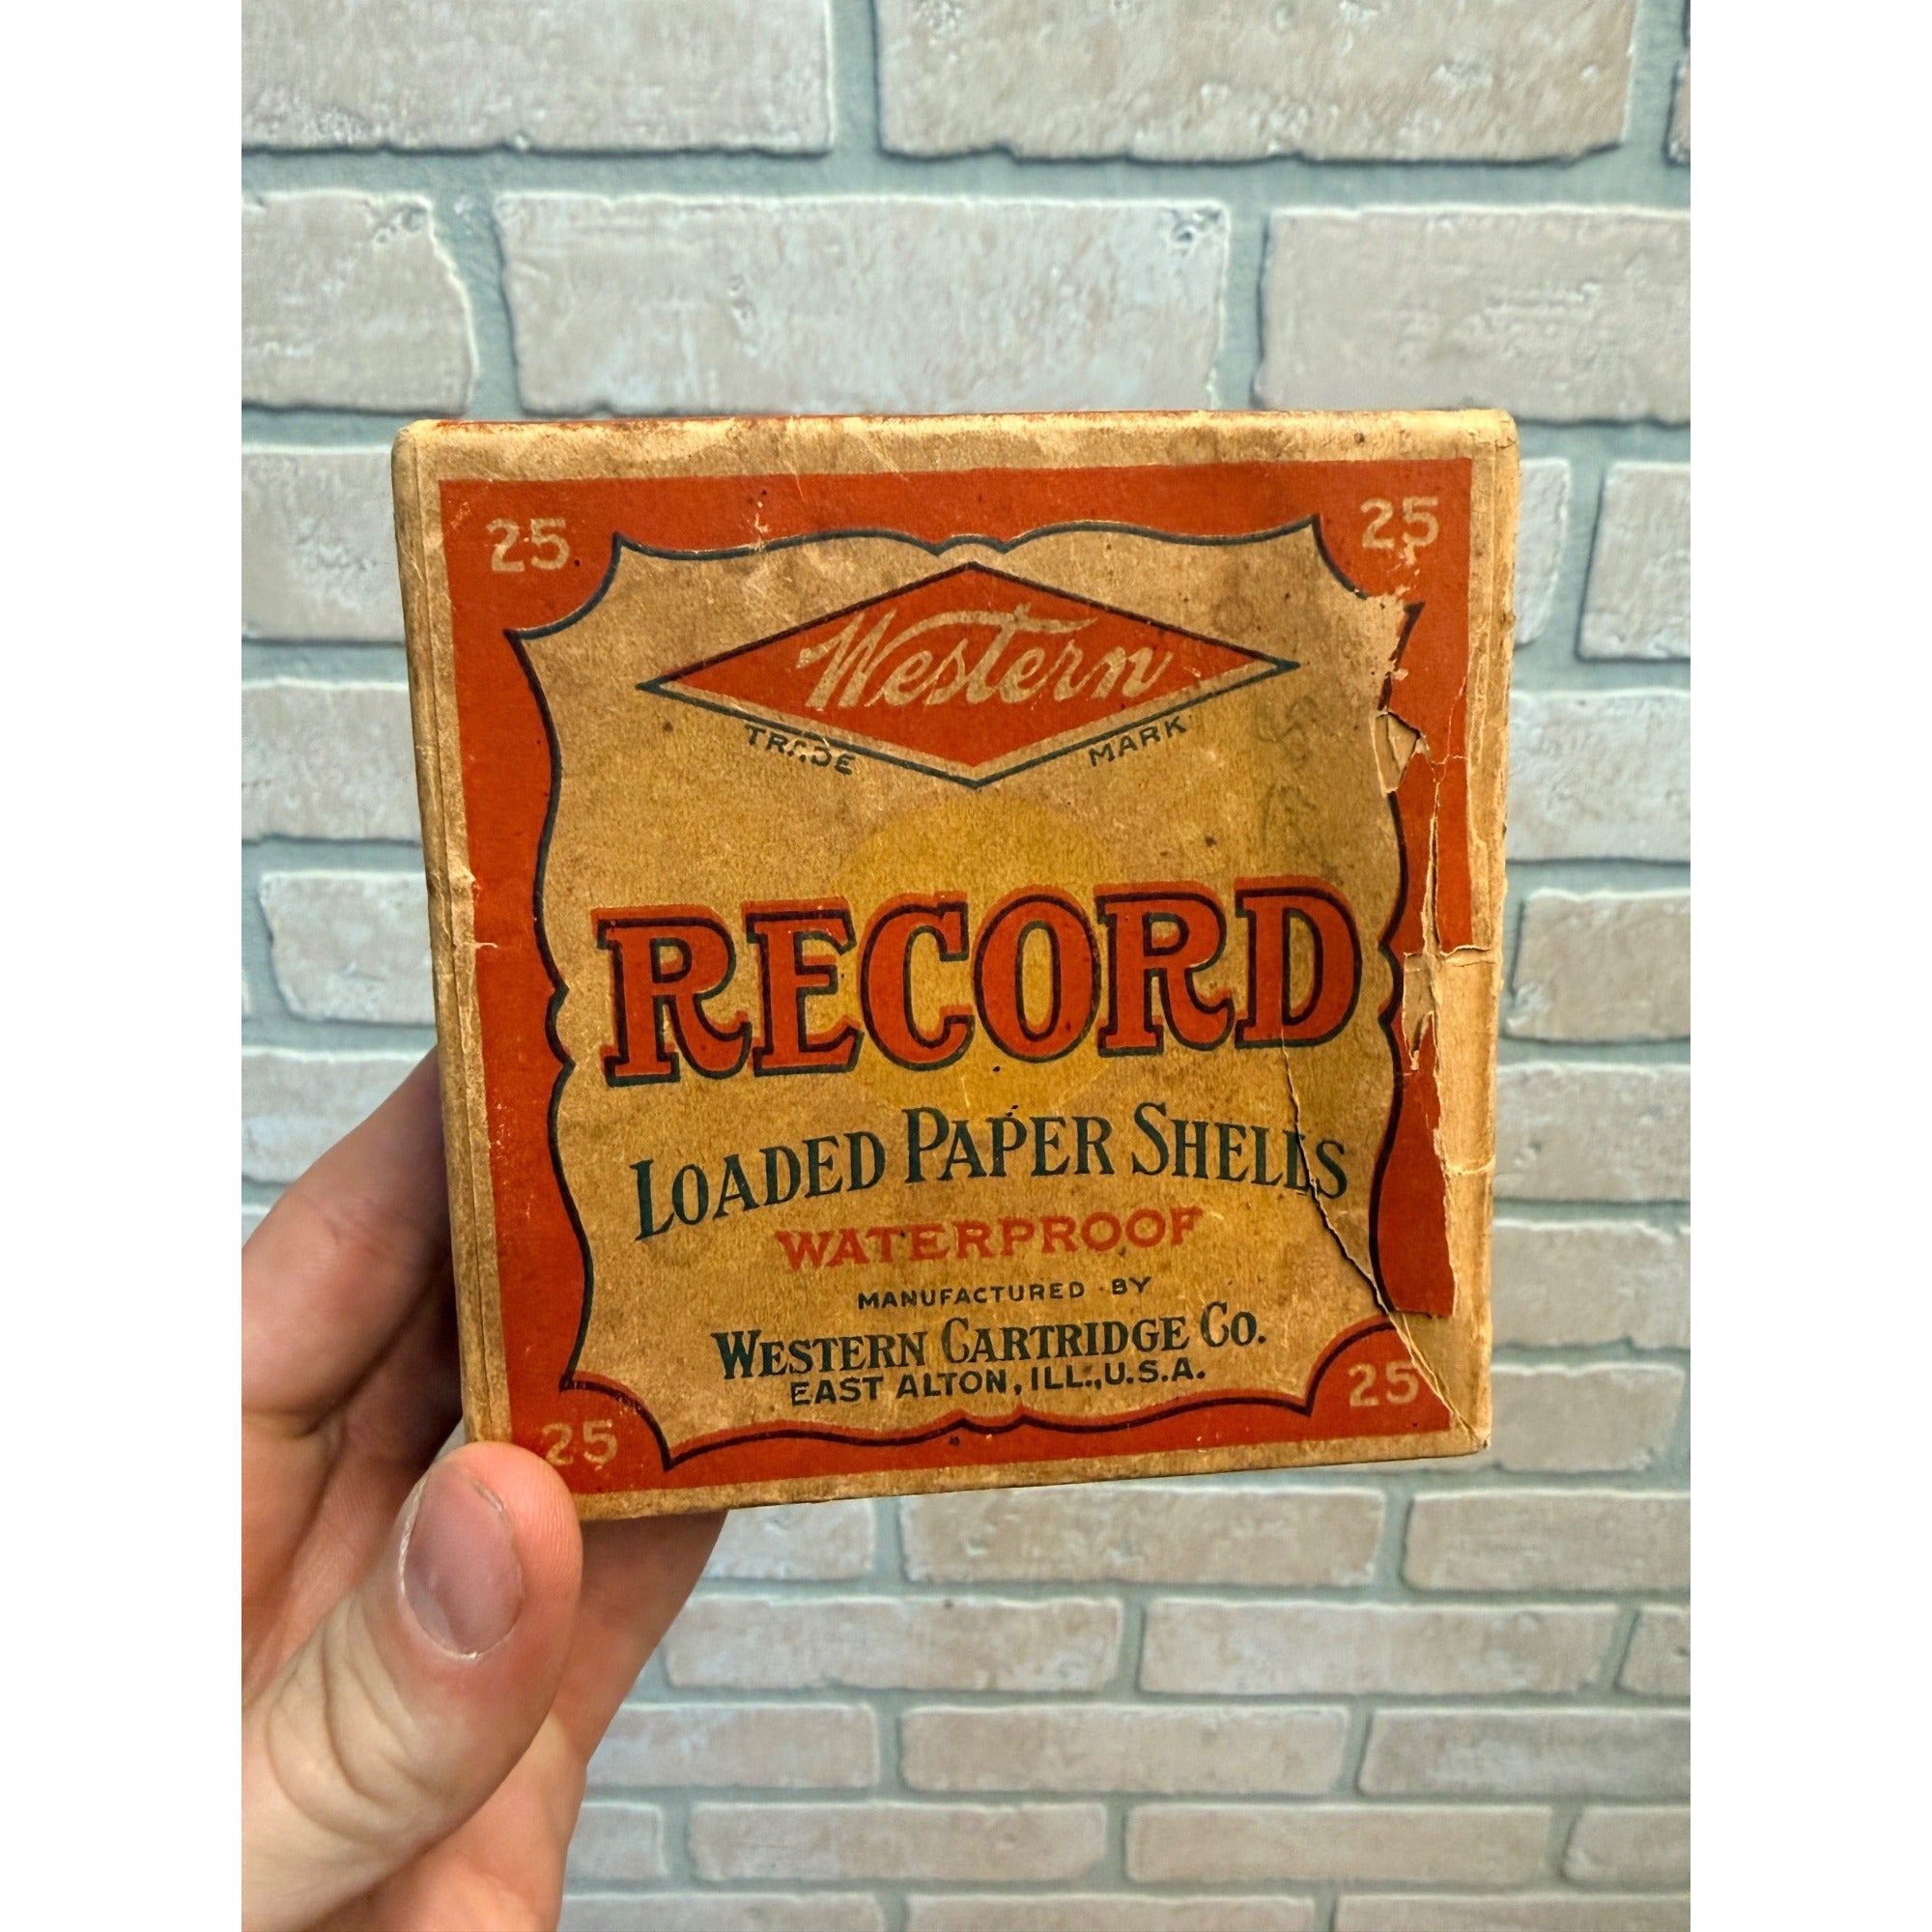 25 25
Western
TRADE MARK
RECORD
LOADED PAPER SHELLS
WATERPROOF
MANUFACTURED BY
WESTERN CARTRIDGE CO.
EAST ALTON, ILL., U.S.A.
25 25